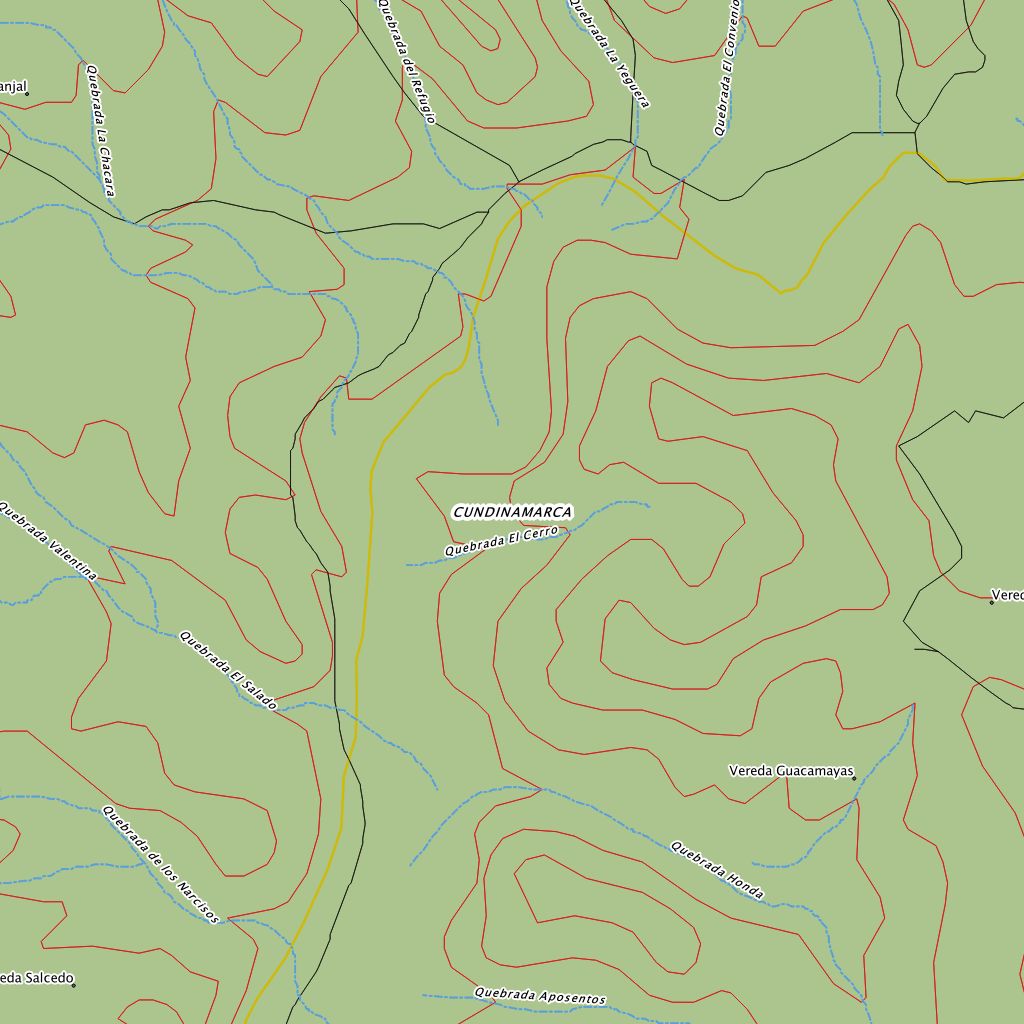 Quebrada del Refugio
Quebrada La Yeguera
Quebrada El Convenio
anjal
Quebrada La Chacara
CUNDINAMARCA
Quebrada El Cerro
Quebrada Valentina
Vered
Quebrada El Salado
Vereda Guacamayas
Quebrada de los Narcisos
Quebrada Honda
eda Salcedo
Quebrada Aposentos